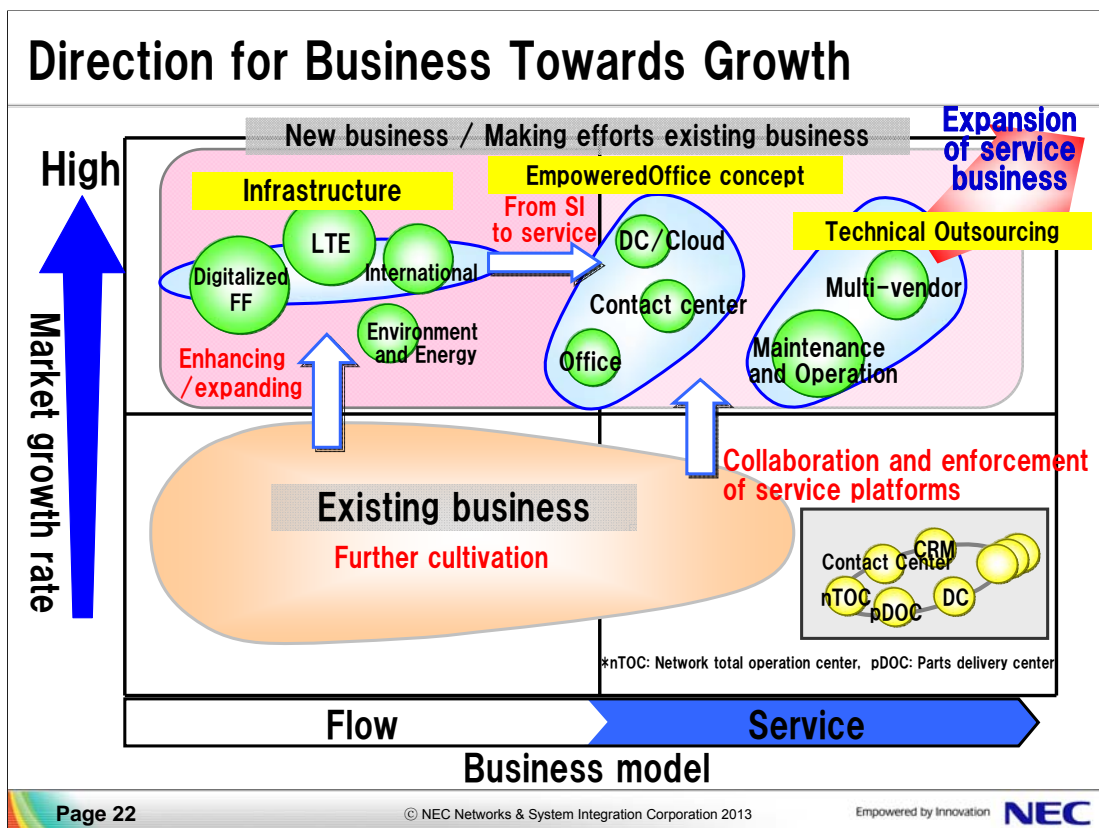 Direction for Business Towards Growth
New business / Making efforts existing business
Expansion
of service
business
High
Market growth rate
Infrastructure
EmpoweredOffice concept
Technical Outsourcing
From SI
to service
LTE
Digitalized
FF
International
Environment
and Energy
Enhancing
/expanding
DC/Cloud
Contact center
Office
Multi-vendor
Maintenance
and Operation
Existing business
Further cultivation
Collaboration and enforcement
of service platforms
CRM
Contact Center
nTOC
pDOC
DC
*nTOC: Network total operation center, pDOC: Parts delivery center
Flow
Service
Business model
Page 22
© NEC Networks & System Integration Corporation 2013
Empowered by Innovation
NEC